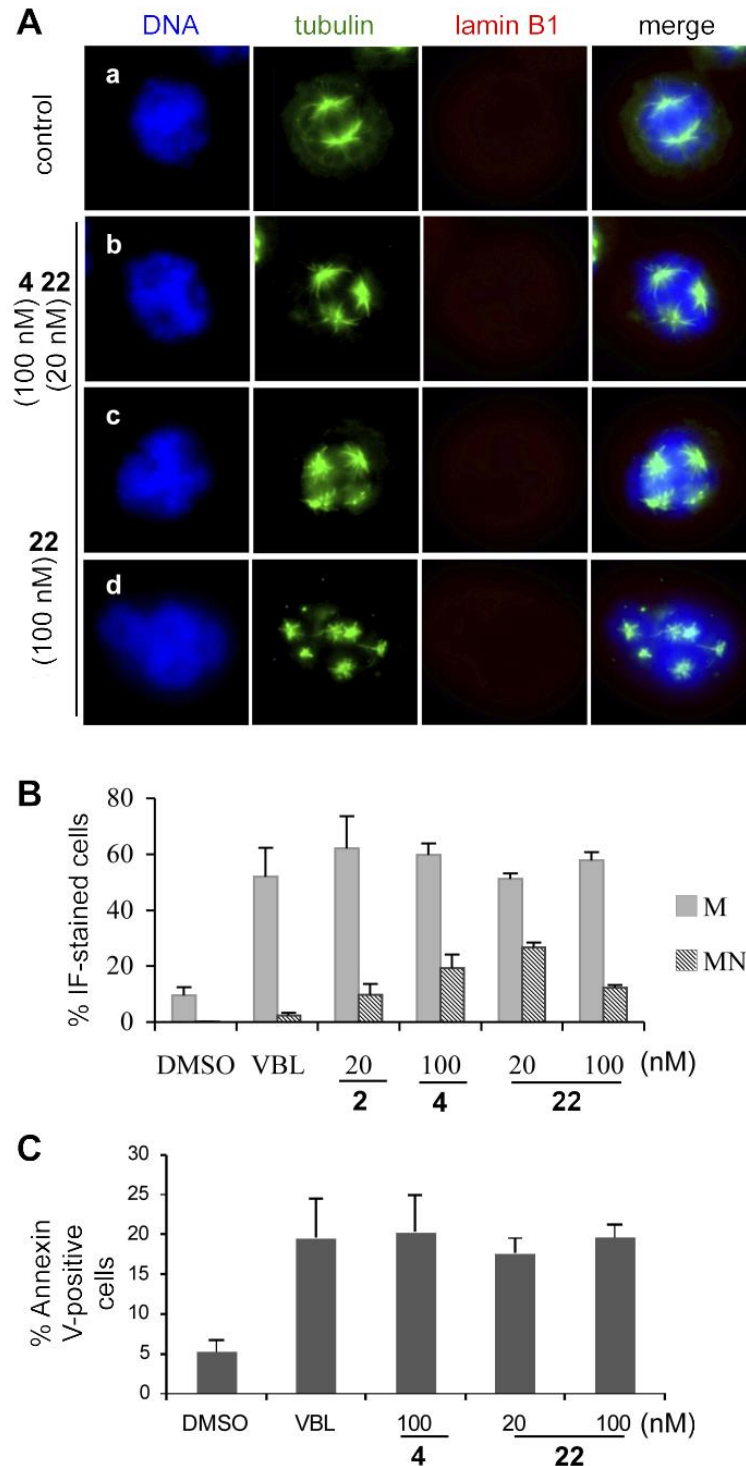 A
DNA tubulin lamin B1 merge
control
a
4 22
(100 nM) (20 nM)
b
c
22
(100 nM)
d
B
% IF-stained cells
80
60
40
20
0
M
MN
DMSO VBL 20 100 20 100 (nM)
2 4 22
C
% Annexin
V-positive
cells
30
25
20
15
10
5
0
DMSO VBL 100 20 100 (nM)
4 22